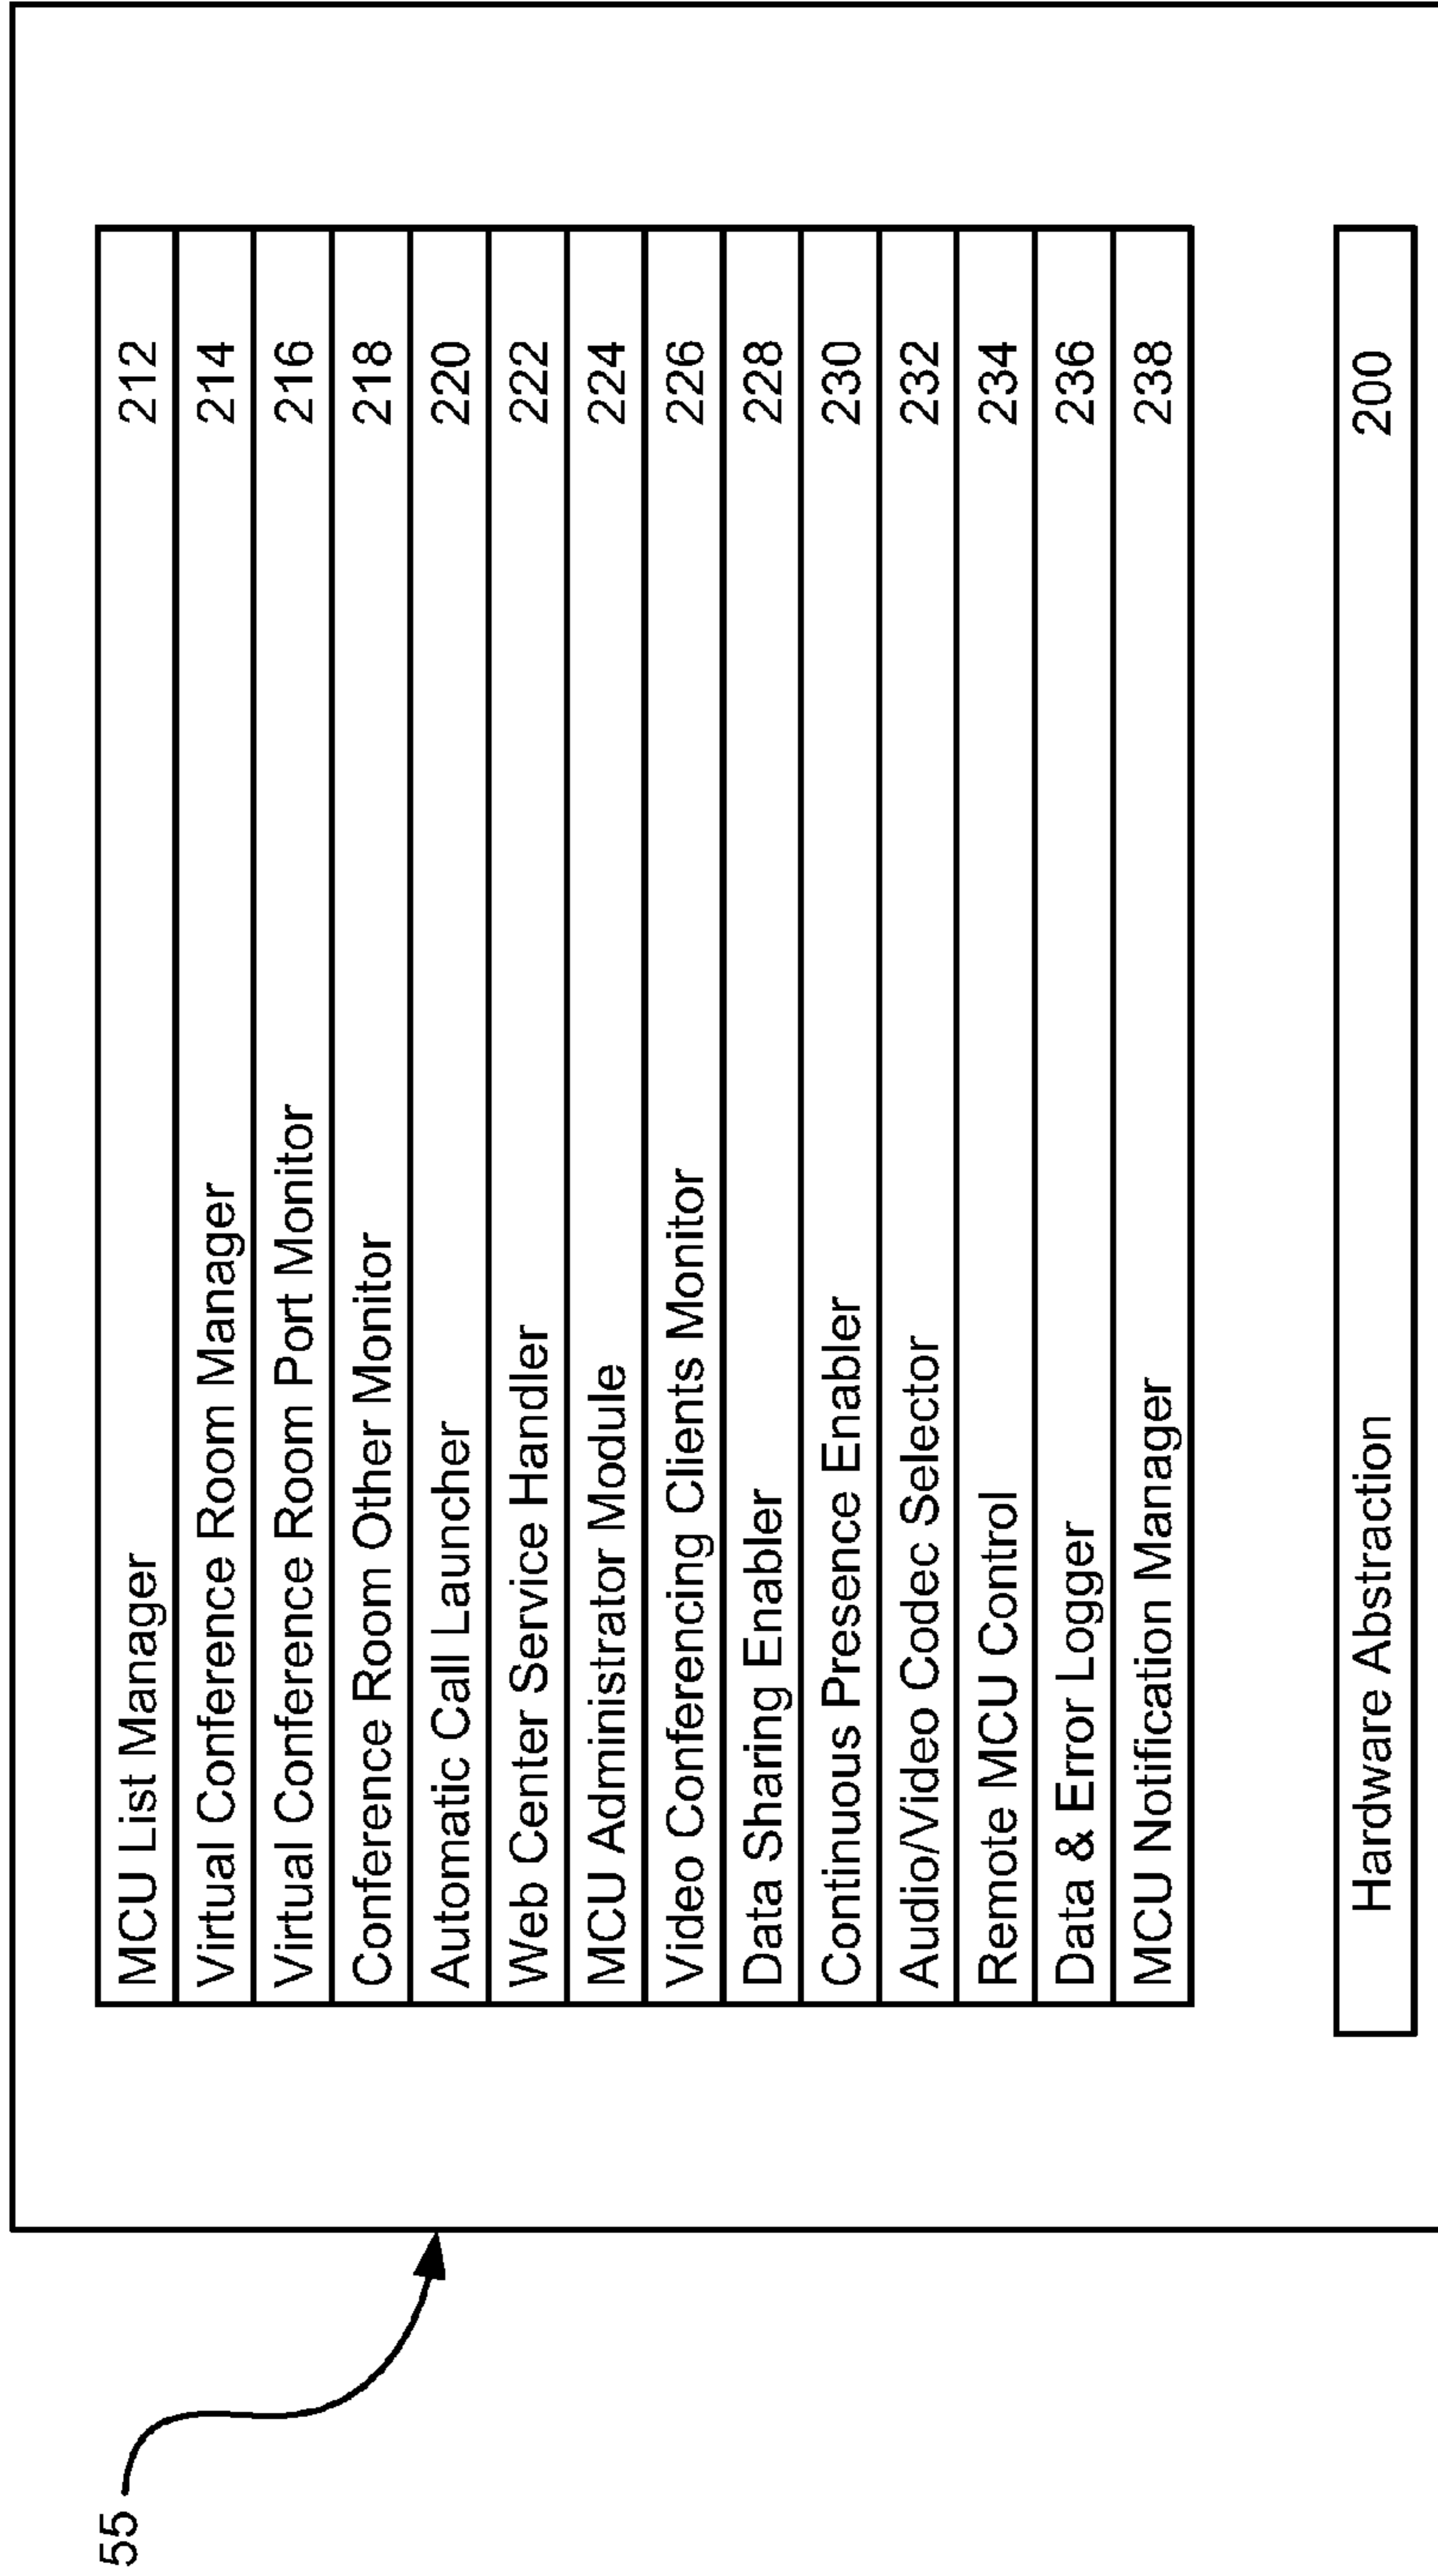 55
MCU List Manager 212
Virtual Conference Room Manager 214
Virtual Conference Room Port Monitor 216
Conference Room Other Monitor 218
Automatic Call Launcher 220
Web Center Service Handler 222
MCU Administrator Module 224
Video Conferencing Clients Monitor 226
Data Sharing Enabler 228
Continuous Presence Enabler 230
Audio/Video Codec Selector 232
Remote MCU Control 234
Data & Error Logger 236
MCU Notification Manager 238
Hardware Abstraction 200